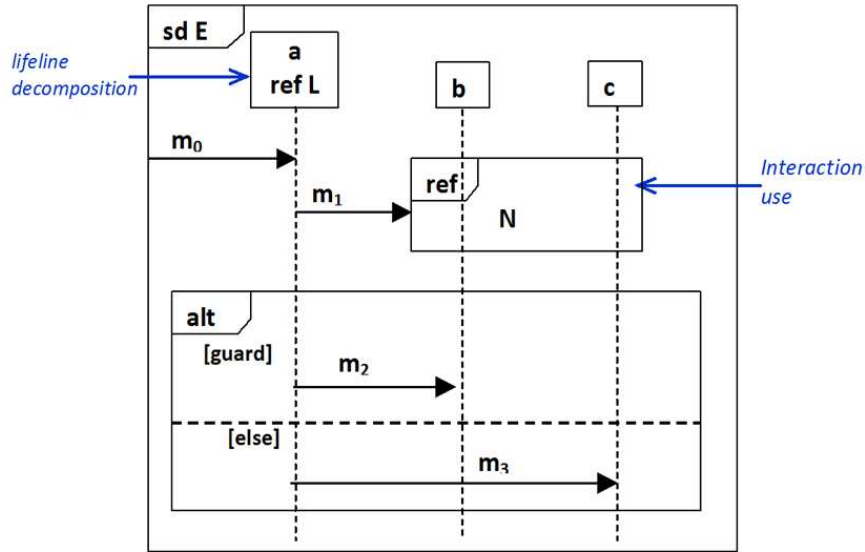 sd E
lifeline
decomposition
a
ref L
b
c
m₀
ref
N
m₁
Interaction
use
alt
[guard]
m₂
[else]
m₃